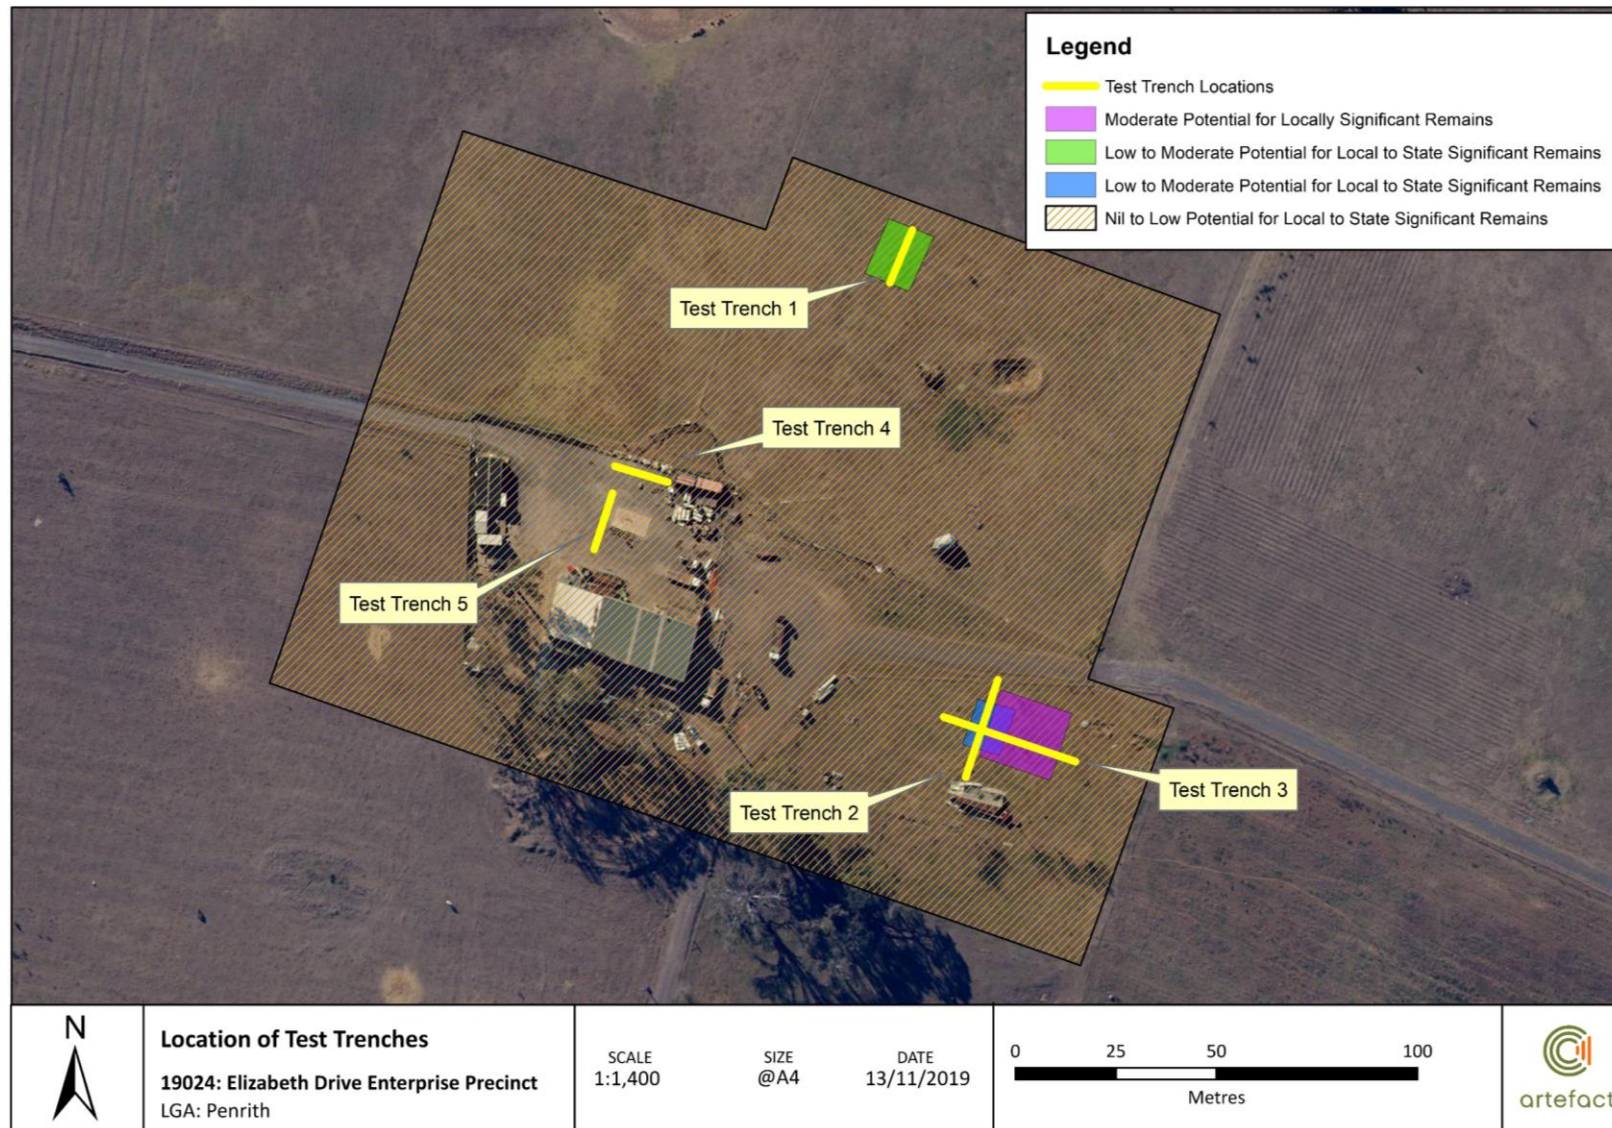 Legend
Test Trench Locations
Moderate Potential for Locally Significant Remains
Low to Moderate Potential for Local to State Significant Remains
Low to Moderate Potential for Local to State Significant Remains
Nil to Low Potential for Local to State Significant Remains
Test Trench 1
Test Trench 4
Test Trench 5
Test Trench 3
Test Trench 2
N
Location of Test Trenches
19024: Elizabeth Drive Enterprise Precinct
LGA: Penrith
SCALE
1:1,400
SIZE
@A4
DATE
13/11/2019
0 25 50 100
Metres
artefact